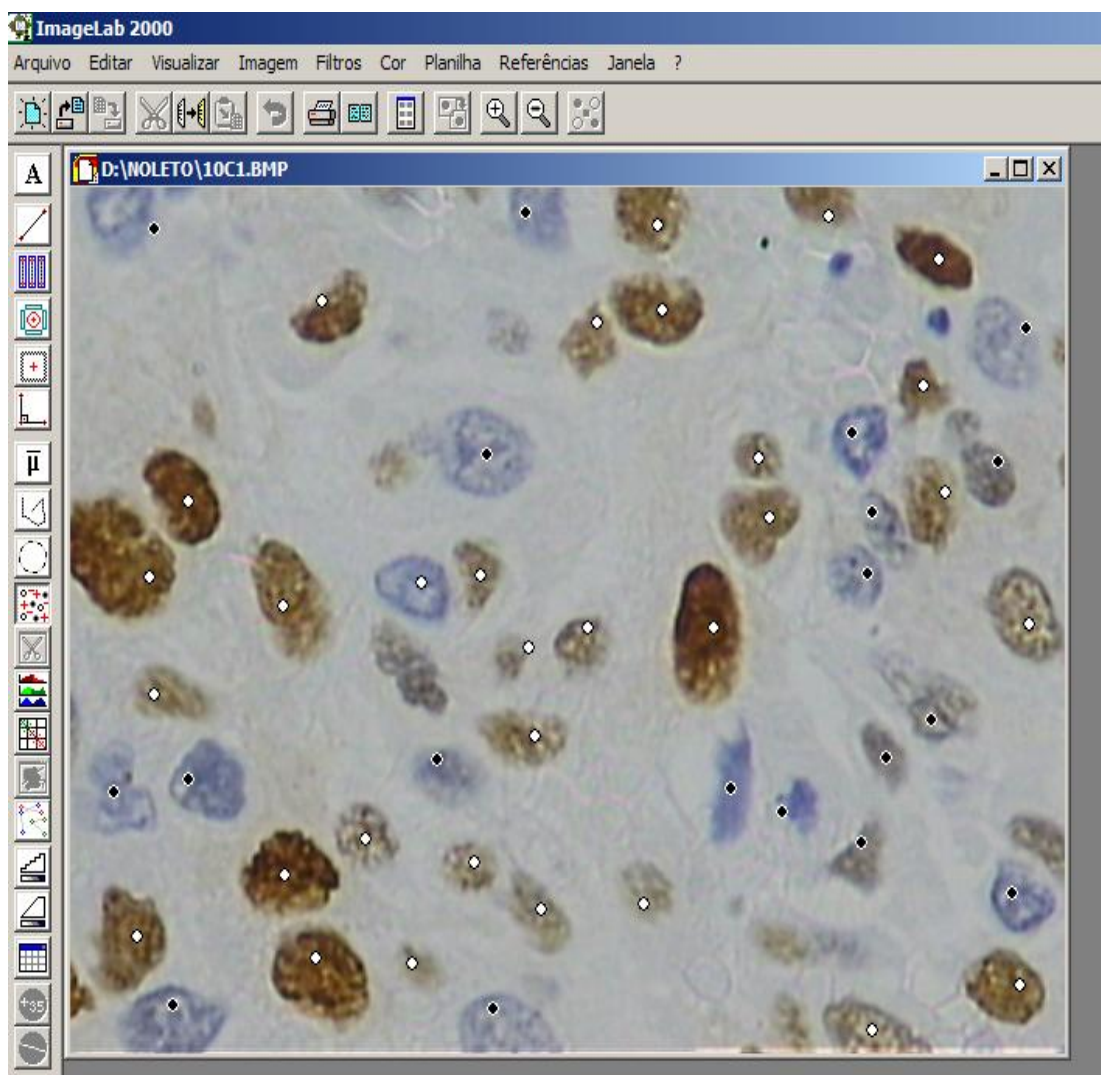 ImageLab 2000
Arquivo Editar Visualizar Imagem Filtros Cor Planilha Referências Janela ?
D:\NOLETO\10C1.BMP
A
μ̅
+35